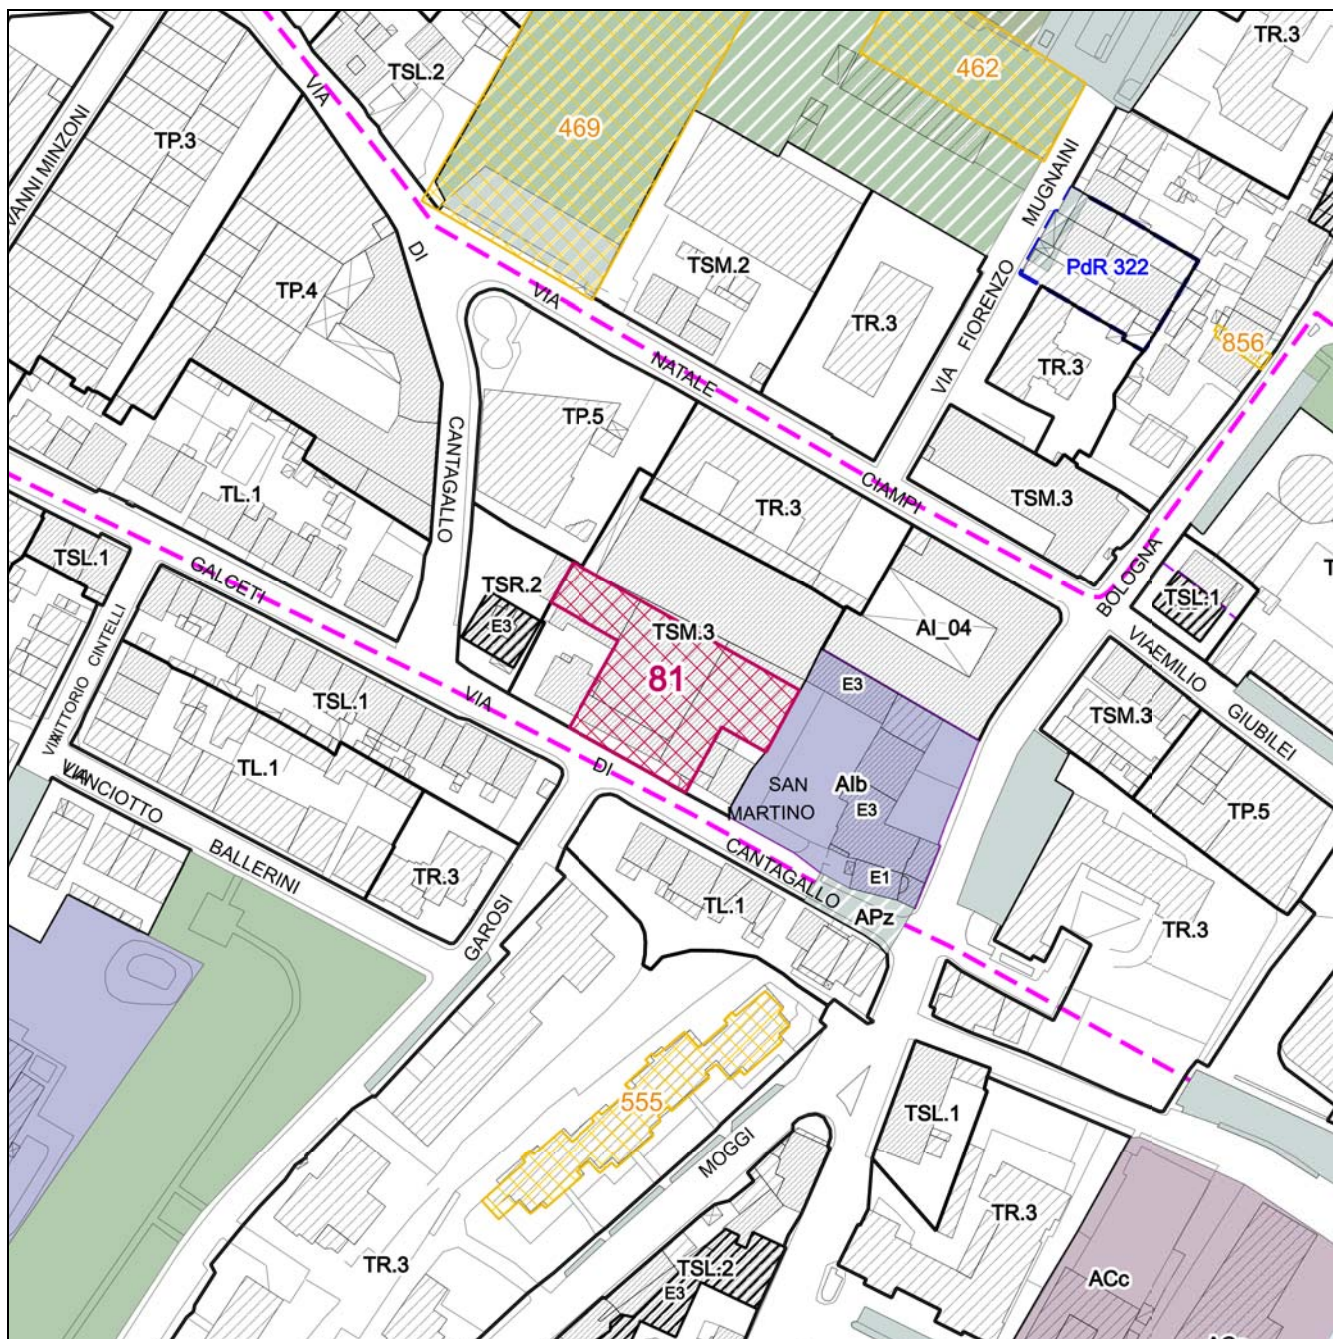 TR.3
TSL.2
462
VIA
469
TP.3
VANNI MINZONI
MUGNAINI
DI
TSM.2
PdR 322
TP.4
VIA
FIORENZO
TR.3
856
NATALE
TR.3
VIA
TP.5
CANTAGALLO
CIAMPI
TL.1
TR.3
TSM.3
TSL.1
GALCETI
BOLOGNA
TSR.2
TSL.1
E3
TSM.3
AI_04
VIA EMILIO
VITTORIO CINTELLI
81
E3
VIA
TSL.1
TSM.3
GIUBILEI
VIA
TL.1
DI
SAN
AIb
LANCIOTTO
MARTINO
E3
TP.5
BALLERINI
CANTAGALLO
TR.3
E1
TL.1
APz
TR.3
GAROSI
555
TSL.1
MOGGI
TR.3
TR.3
TSL.2
ACc
E3